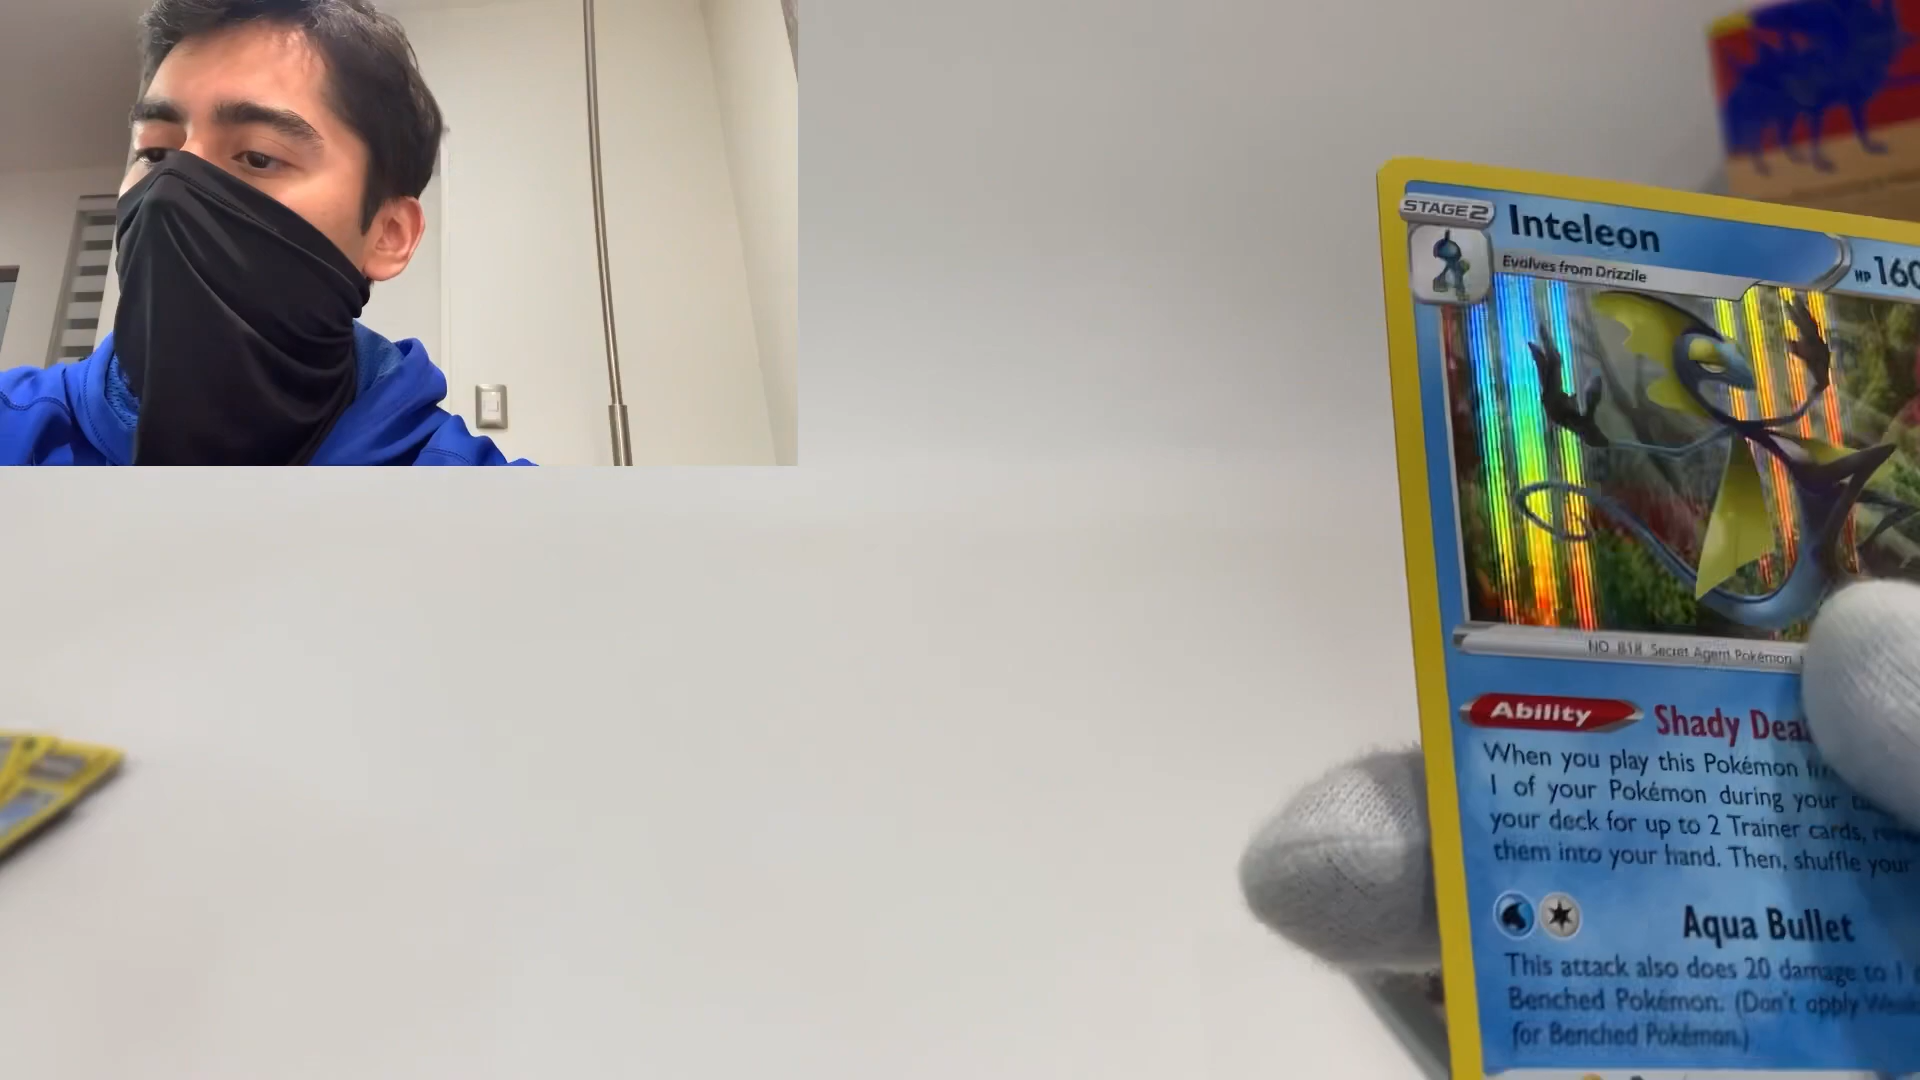 STAGE2
Inteleon
HP 160
Evolves from Drizzile
NO. 818 Secret Agent Pokémon
Ability
Shady Dea
When you play this Pokémon
1 of your Pokémon during your
your deck for up to 2 Trainer cards,
them into your hand. Then, shuffle your
Aqua Bullet
This attack also does 20 damage to 1
Benched Pokémon. (Don't apply
for Benched Pokémon.)